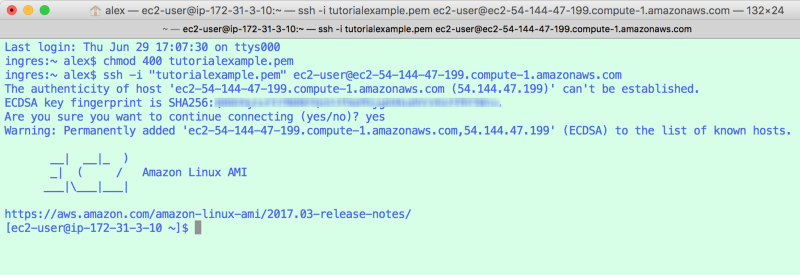 alex — ec2-user@ip-172-31-3-10:~ — ssh -i tutorialexample.pem ec2-user@ec2-54-144-47-199.compute-1.amazonaws.com — 132×24
~ — ec2-user@ip-172-31-3-10:~ — ssh -i tutorialexample.pem ec2-user@ec2-54-144-47-199.compute-1.amazonaws.com
Last login: Thu Jun 29 17:07:30 on ttys000
ingres:~ alex$ chmod 400 tutorialexample.pem
ingres:~ alex$ ssh -i "tutorialexample.pem" ec2-user@ec2-54-144-47-199.compute-1.amazonaws.com
The authenticity of host 'ec2-54-144-47-199.compute-1.amazonaws.com (54.144.47.199)' can't be established.
ECDSA key fingerprint is SHA256:
Are you sure you want to continue connecting (yes/no)? yes
Warning: Permanently added 'ec2-54-144-47-199.compute-1.amazonaws.com,54.144.47.199' (ECDSA) to the list of known hosts.
       __|  __|_  )
       _|  (     /   Amazon Linux AMI
      ___|\___|___|
https://aws.amazon.com/amazon-linux-ami/2017.03-release-notes/
[ec2-user@ip-172-31-3-10 ~]$